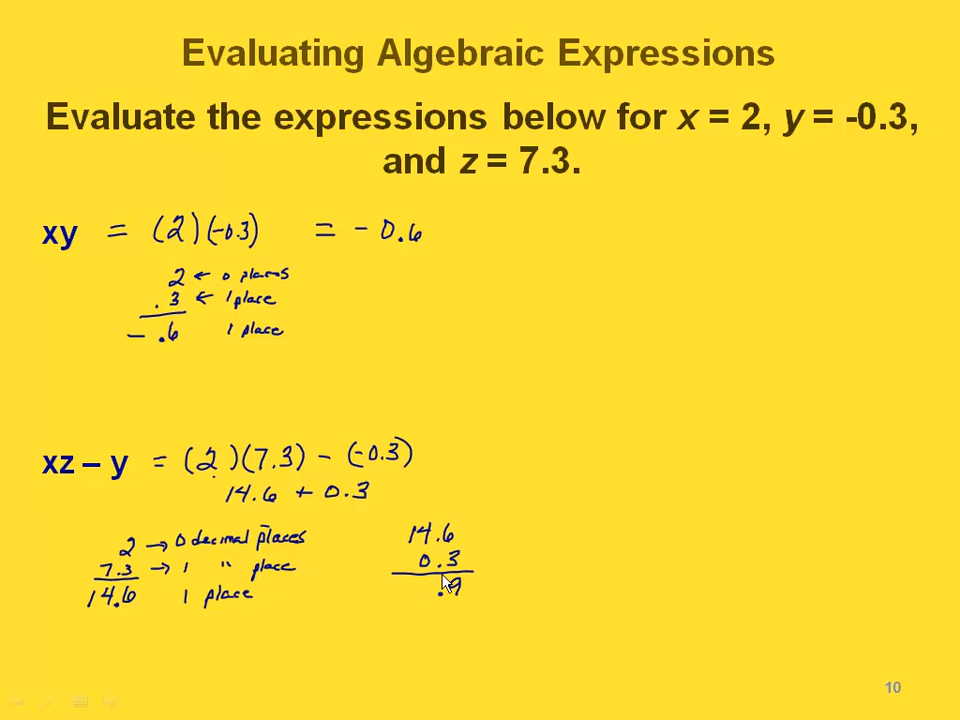 Evaluating Algebraic Expressions
Evaluate the expressions below for x = 2, y = -0.3,
and z = 7.3.
xy = (2)(-0.3) = - 0.6
2 ← 0 places
.3 ← 1 place
- .6 1 place
xz – y = (2)(7.3) - (-0.3)
14.6 + 0.3
2 → 0 decimal places
7.3 → 1 " place
14.6 1 place
14.6
0.3
.9
10